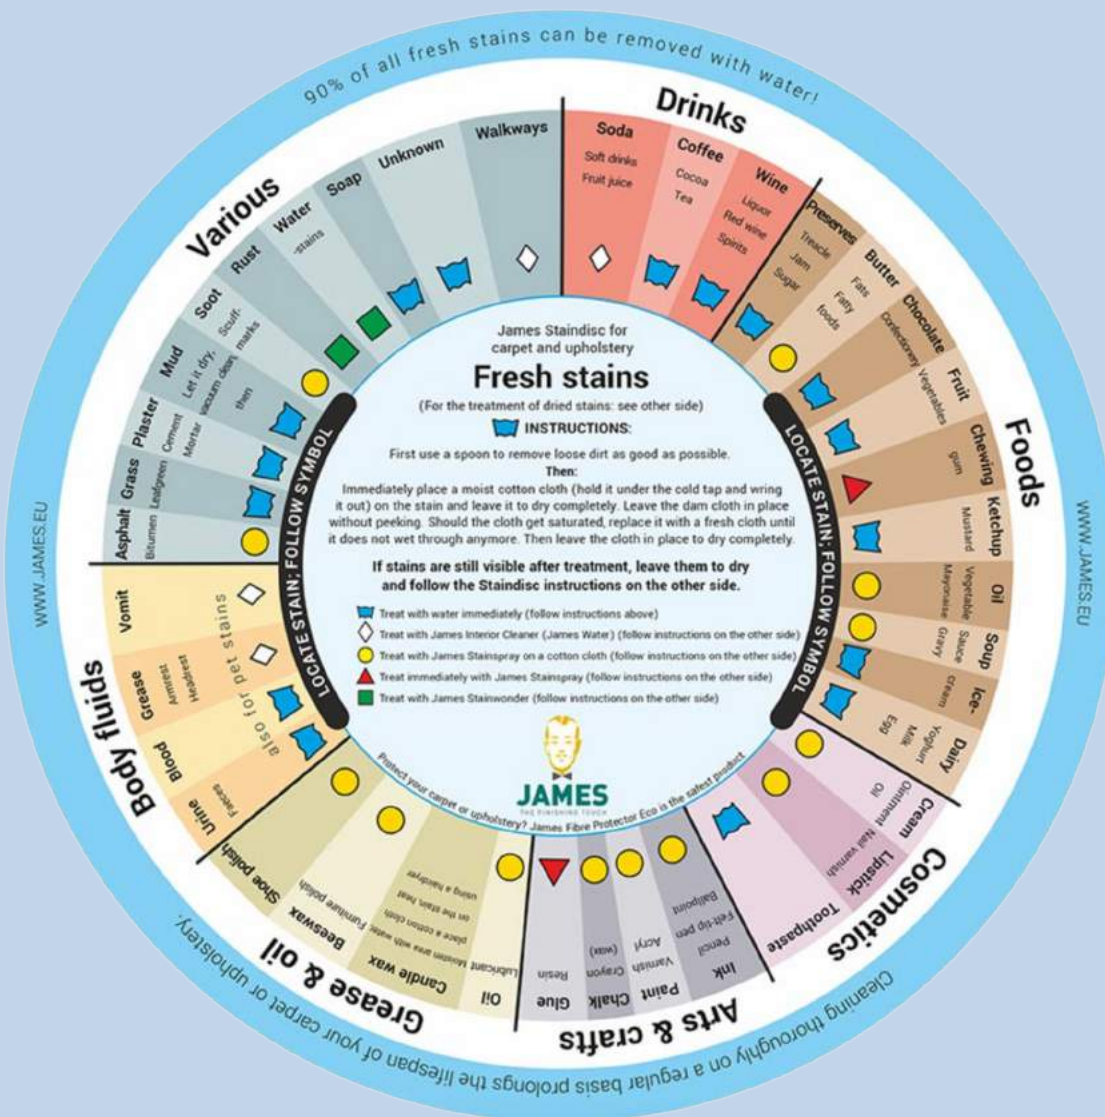 90% of all fresh stains can be removed with water!
WWW.JAMES.EU
WWW.JAMES.EU
Cleaning thoroughly on a regular basis prolongs the lifespan of your carpet or upholstery.
Drinks
Soda
Soft drinks
Fruit juice
Coffee
Cocoa
Tea
Wine
Liquor
Red wine
Spirits
Foods
Preserves
Treacle
Jam
Sugar
Butter
Fats
Fatty
foods
Chocolate
Confectionery
Fruit
Vegetables
Chewing
gum
Ketchup
Mustard
Oil
Vegetable
Mayonaise
Soup
Sauce
Gravy
Ice-
cream
Dairy
Yoghurt
Milk
Egg
Cosmetics
Cream
Ointment
Oil
Lipstick
Nail varnish
Toothpaste
Arts & crafts
Ink
Pencil
Felt-tip pen
Ballpoint
Paint
Varnish
Acryl
Chalk
Crayon
(wax)
Glue
Resin
Grease & oil
Oil
Lubricant
Candle wax
Moisten area with water,
place a cotton cloth
on the stain, heat
using a hairdryer
Beeswax
Furniture polish
Shoe polish
Body fluids
Urine
Faeces
Blood
Grease
Armrest
Headrest
Vomit
also for pet stains
Various
Asphalt
Bitumen
Grass
Leafgreen
Plaster
Cement
Mortar
Mud
Let it dry,
vacuum clean,
then
Soot
Scuff-
marks
Rust
Water
-stains
Soap
Unknown
Walkways
LOCATE STAIN; FOLLOW SYMBOL
LOCATE STAIN; FOLLOW SYMBOL
James Staindisc for
carpet and upholstery
Fresh stains
(For the treatment of dried stains: see other side)
INSTRUCTIONS:
First use a spoon to remove loose dirt as good as possible.
Then:
Immediately place a moist cotton cloth (hold it under the cold tap and wring
it out) on the stain and leave it to dry completely. Leave the dam cloth in place
without peeking. Should the cloth get saturated, replace it with a fresh cloth until
it does not wet through anymore. Then leave the cloth in place to dry completely.
If stains are still visible after treatment, leave them to dry
and follow the Staindisc instructions on the other side.
Treat with water immediately (follow instructions above)
Treat with James Interior Cleaner (James Water) (follow instructions on the other side)
Treat with James Stainspray on a cotton cloth (follow instructions on the other side)
Treat immediately with James Stainspray (follow instructions on the other side)
Treat with James Stainwonder (follow instructions on the other side)
JAMES
THE FINISHING TOUCH
Protect your carpet or upholstery? James Fibre Protector Eco is the safest product